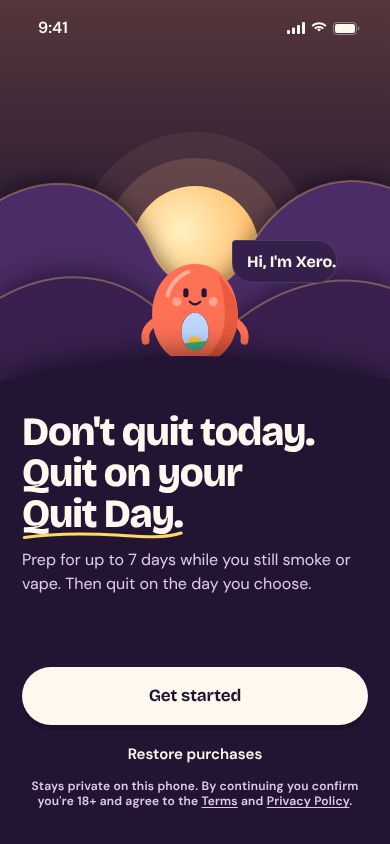 9:41
Hi, I'm Xero.
Don't quit today.
Quit on your
Quit Day.
Prep for up to 7 days while you still smoke or
vape. Then quit on the day you choose.
Get started
Restore purchases
Stays private on this phone. By continuing you confirm
you're 18+ and agree to the Terms and Privacy Policy.